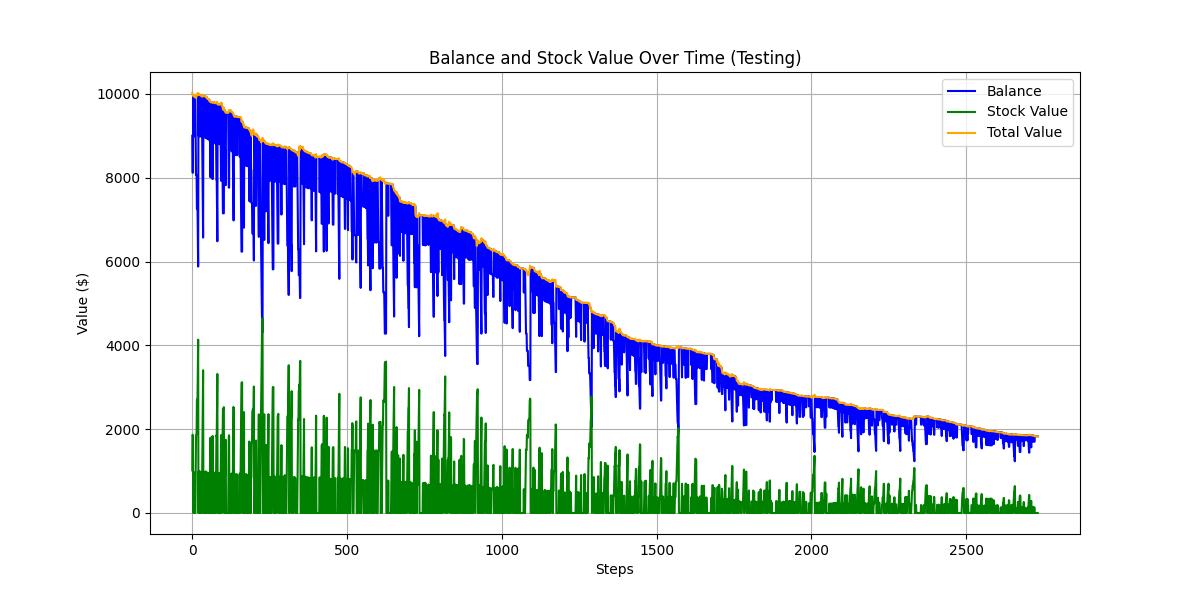 Balance and Stock Value Over Time (Testing)
Balance
Stock Value
Total Value
Value ($)
10000
8000
6000
4000
2000
0
0 500 1000 1500 2000 2500
Steps